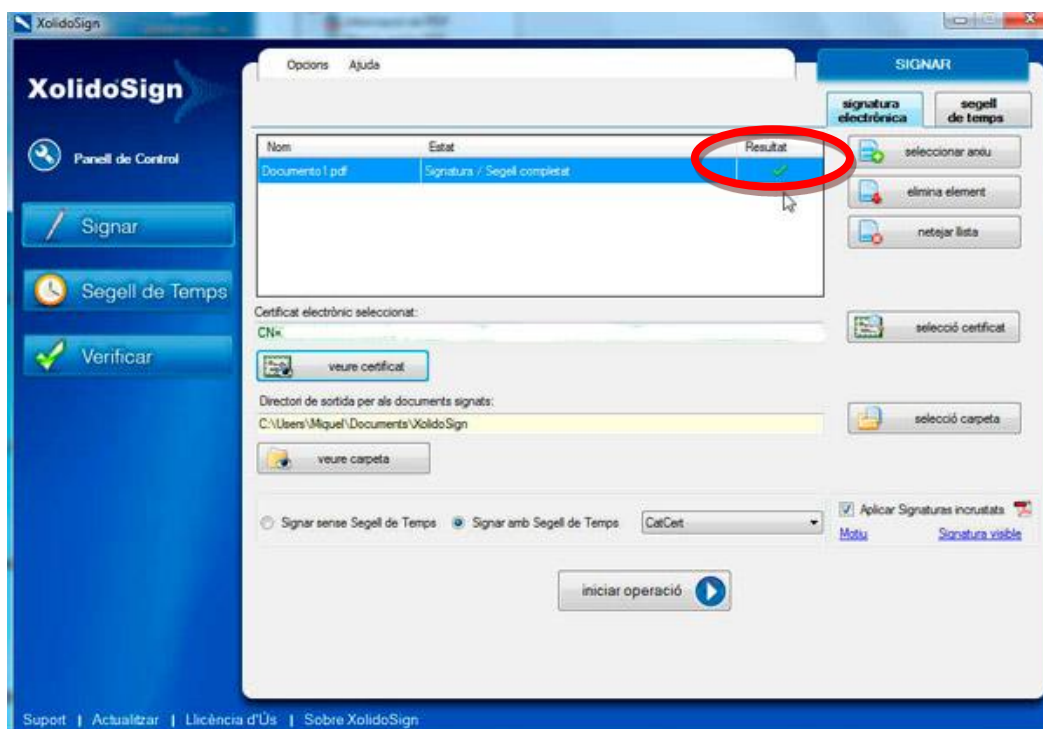 XolidoSign
XolidoSign
Panell de Control
Signar
Segell de Temps
Verificar
Opcions Ajuda
SIGNAR
signatura electrònica
segell de temps
Nom Estat Resultat
Documento1.pdf Signatura / Segell completat
seleccionar arxiu
elimina element
netejar llista
Certificat electrònic seleccionat:
CN=
selecció certificat
veure certificat
Directori de sortida per als documents signats:
C:\Users\Miquel\Documents\XolidoSign
selecció carpeta
veure carpeta
Signar sense Segell de Temps Signar amb Segell de Temps CatCert
Aplicar Signaturas incrustats
Motiu Signatura visible
iniciar operació
Suport | Actualitzar | Llicència d'Ús | Sobre XolidoSign